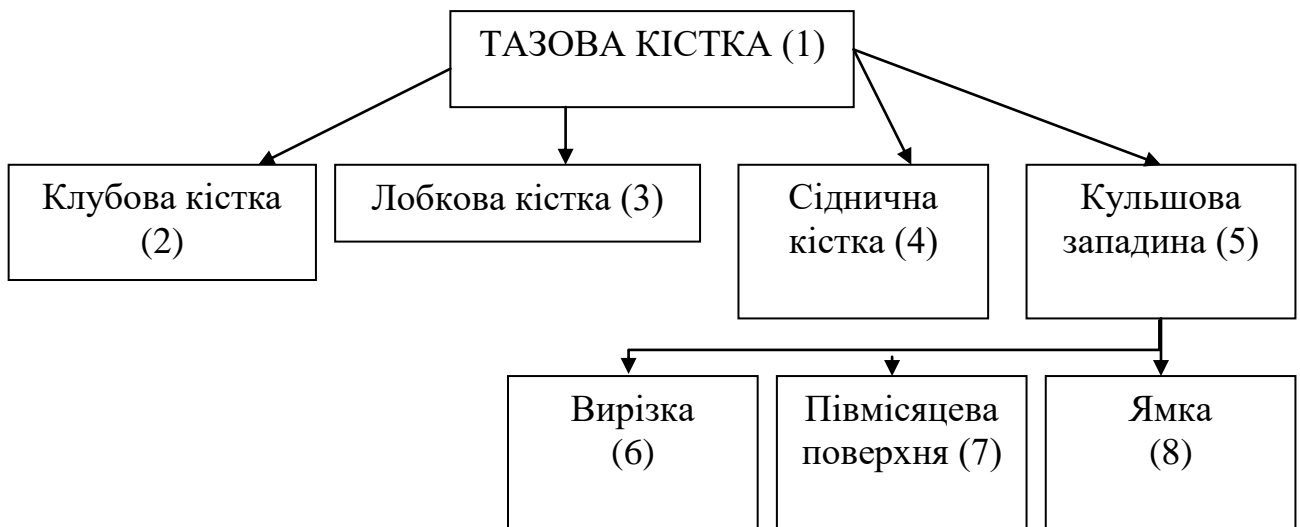 ТАЗОВА КІСТКА (1)
Клубова кістка
(2)
Лобкова кістка (3)
Сіднична
кістка (4)
Кульшова
западина (5)
Вирізка
(6)
Півмісяцева
поверхня (7)
Ямка
(8)